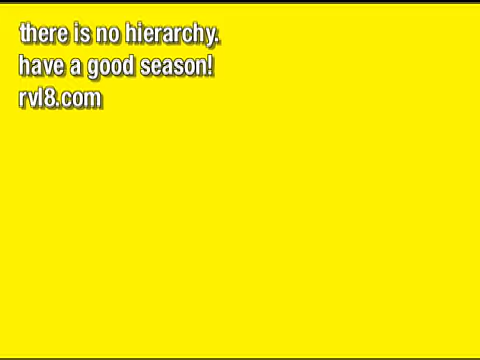 there is no hierarchy.
have a good season!
rvl8.com